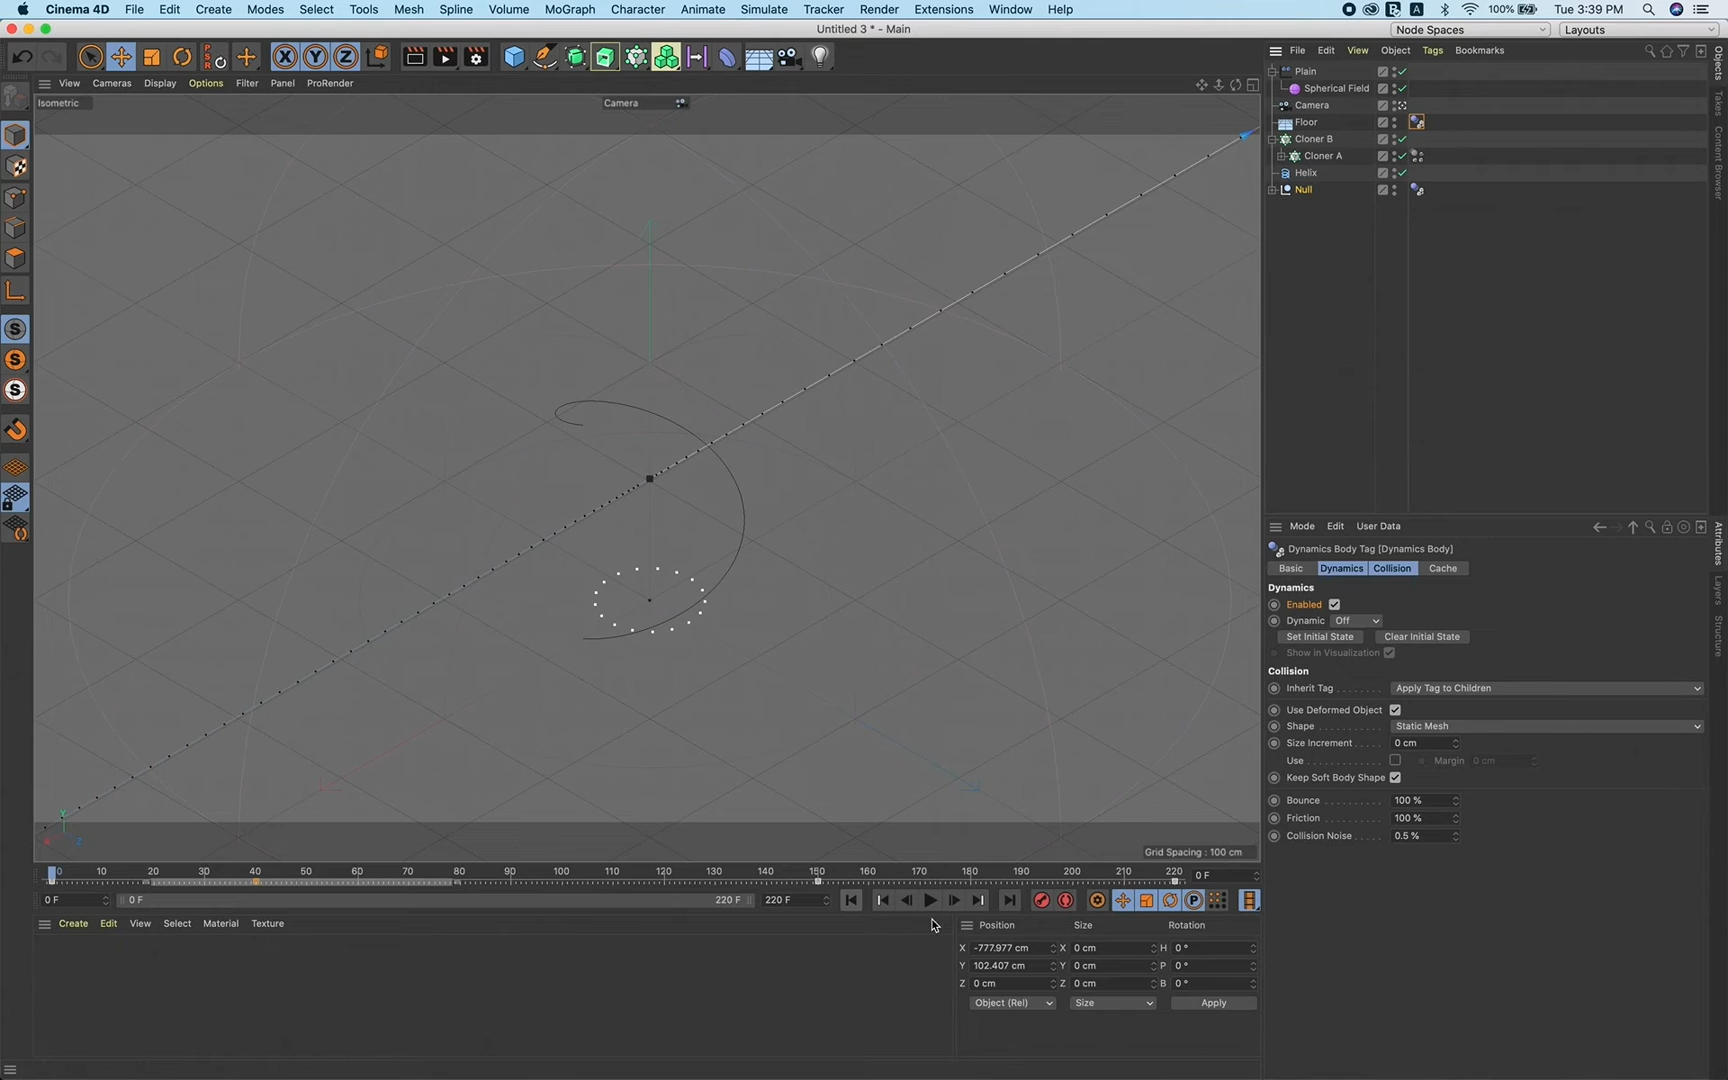 Cinema 4D File Edit Create Modes Select Tools Mesh Spline Volume MoGraph Character Animate Simulate Tracker Render Extensions Window Help 100% Tue 3:39 PM
Untitled 3 * - Main
Node Spaces Layouts
View Cameras Display Options Filter Panel ProRender
File Edit View Object Tags Bookmarks
Isometric Camera
Plain
Spherical Field
Camera
Floor
Cloner B
Cloner A
Helix
Null
Objects
Takes
Content Browser
Mode Edit User Data
Dynamics Body Tag [Dynamics Body]
Basic Dynamics Collision Cache
Dynamics
Enabled
Dynamic Off
Set Initial State Clear Initial State
Show in Visualization
Collision
Inherit Tag . . . . . . . . Apply Tag to Children
Use Deformed Object
Shape . . . . . . . . . . . Static Mesh
Size Increment . . . . . 0 cm
Use . . . . . . . . . . . . . Margin 0 cm
Keep Soft Body Shape
Bounce . . . . . . . . . 100 %
Friction . . . . . . . . . 100 %
Collision Noise . . . . . 0.5 %
Attributes
Layers
Structure
Y
X Z
Grid Spacing : 100 cm
0 10 20 30 40 50 60 70 80 90 100 110 120 130 140 150 160 170 180 190 200 210 220 0 F
0 F 0 F 220 F 220 F
Create Edit View Select Material Texture
Position Size Rotation
X -777.977 cm X 0 cm H 0 °
Y 102.407 cm Y 0 cm P 0 °
Z 0 cm Z 0 cm B 0 °
Object (Rel) Size Apply